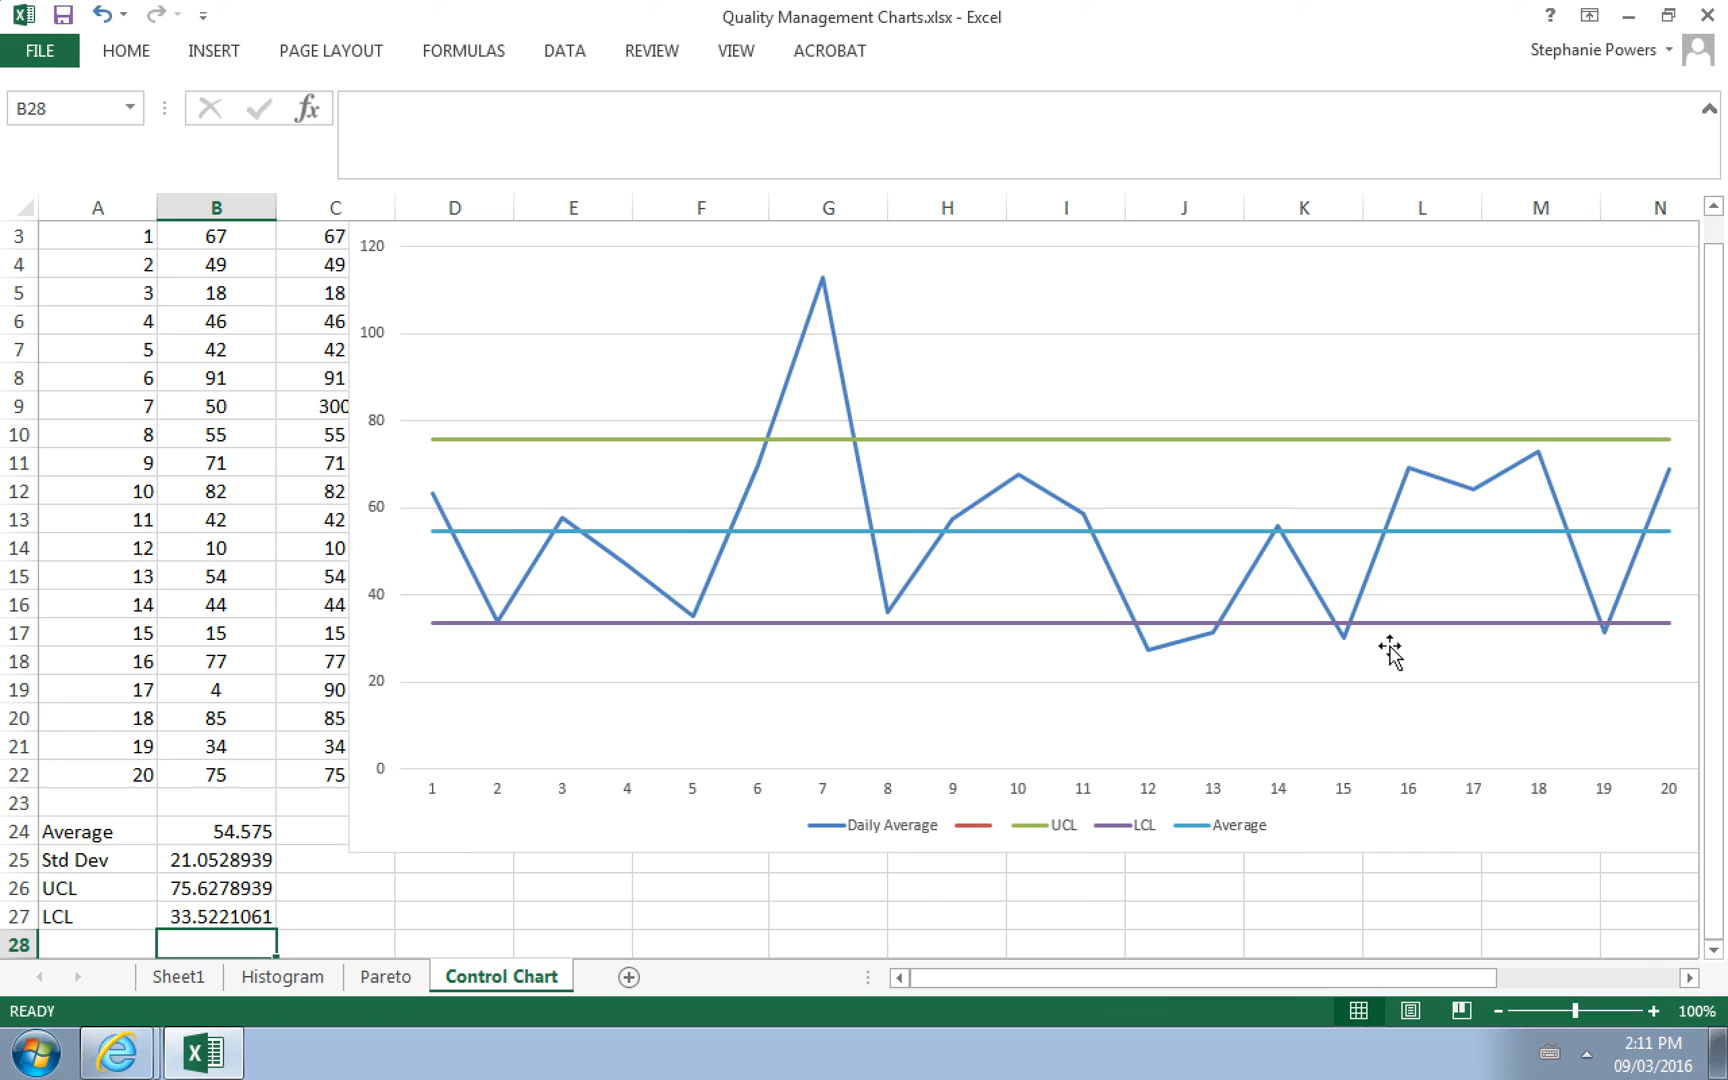 Quality Management Charts.xlsx - Excel
FILE HOME INSERT PAGE LAYOUT FORMULAS DATA REVIEW VIEW ACROBAT Stephanie Powers
B28 fx
A B C D E F G H I J K L M N
3 1 67 67
4 2 49 49
5 3 18 18
6 4 46 46
7 5 42 42
8 6 91 91
9 7 50 300
10 8 55 55
11 9 71 71
12 10 82 82
13 11 42 42
14 12 10 10
15 13 54 54
16 14 44 44
17 15 15 15
18 16 77 77
19 17 4 90
20 18 85 85
21 19 34 34
22 20 75 75
23
24 Average 54.575
25 Std Dev 21.0528939
26 UCL 75.6278939
27 LCL 33.5221061
28
120
100
80
60
40
20
0
1 2 3 4 5 6 7 8 9 10 11 12 13 14 15 16 17 18 19 20
Daily Average UCL LCL Average
Sheet1 Histogram Pareto Control Chart
READY 100%
2:11 PM
09/03/2016